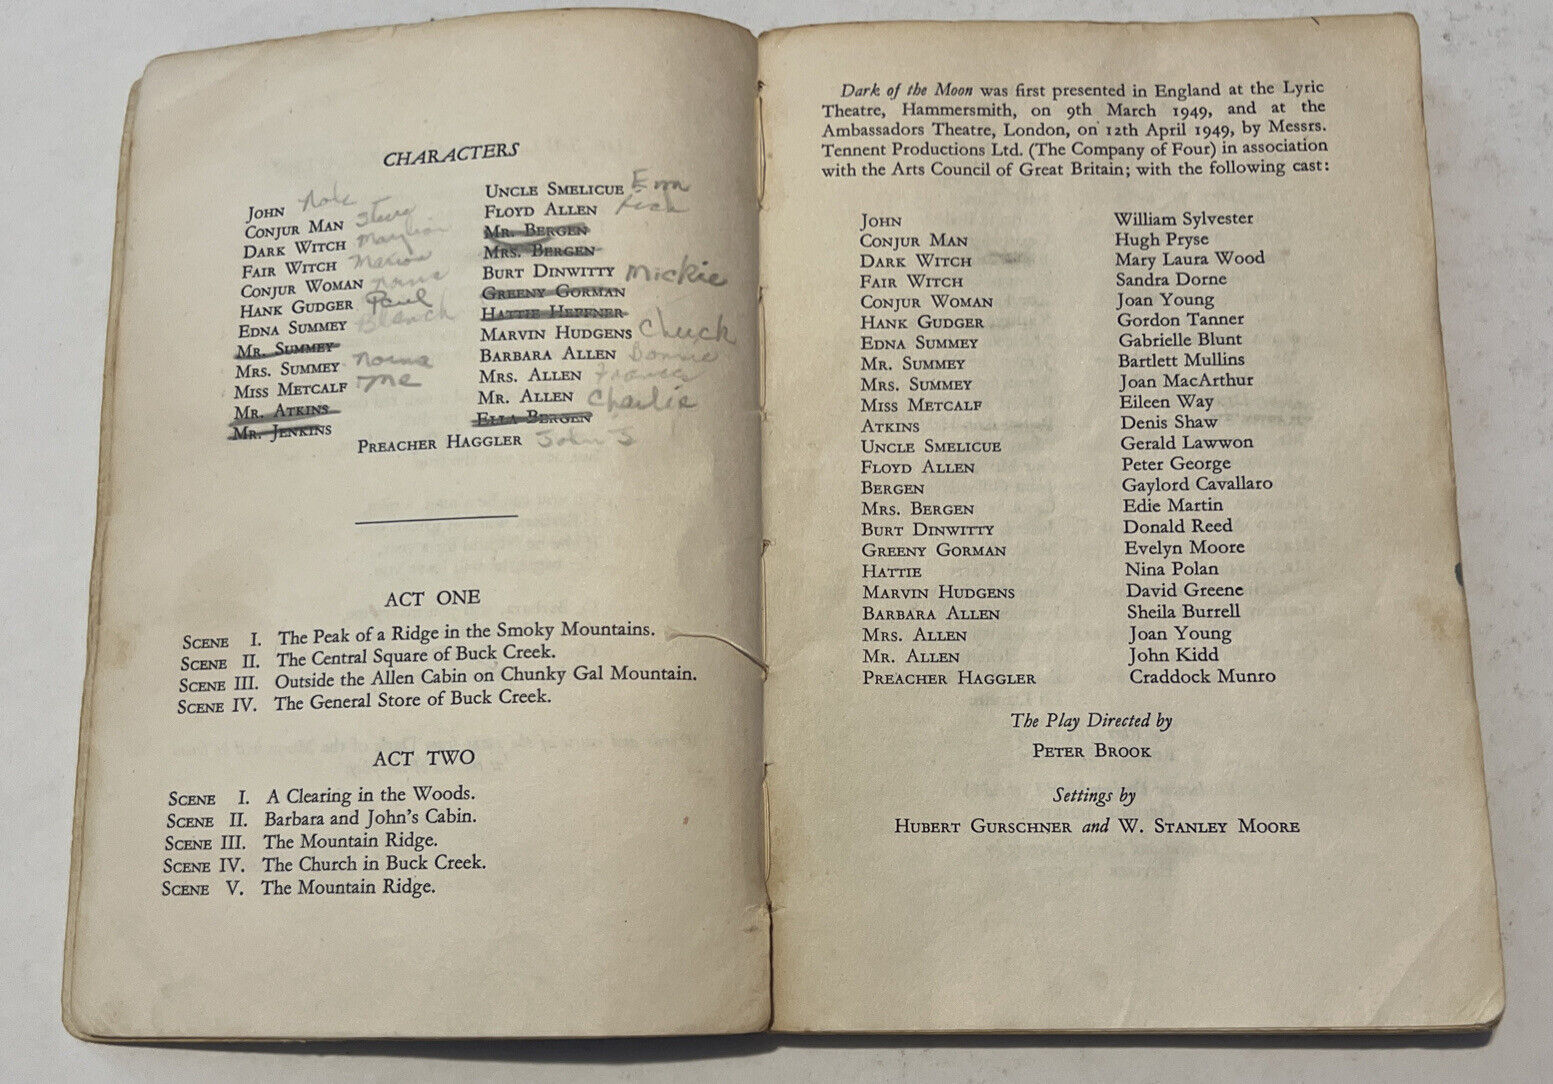 CHARACTERS
JOHN
CONJUR MAN
DARK WITCH
FAIR WITCH Marion
CONJUR WOMAN
HANK GUDGER Paul
EDNA SUMMEY Blanch
MR. SUMMEY
MRS. SUMMEY Norma
MISS METCALF me
MR. ATKINS
MR. JENKINS
UNCLE SMELICUE
FLOYD ALLEN
MR. BERGEN
MRS. BERGEN
BURT DINWITTY Mickie
GREENY GORMAN
HATTIE HEFFNER
MARVIN HUDGENS Chuck
BARBARA ALLEN Bonnie
MRS. ALLEN Frances
MR. ALLEN Charlie
ELLA BERGEN
PREACHER HAGGLER John S
ACT ONE
SCENE I. The Peak of a Ridge in the Smoky Mountains.
SCENE II. The Central Square of Buck Creek.
SCENE III. Outside the Allen Cabin on Chunky Gal Mountain.
SCENE IV. The General Store of Buck Creek.
ACT TWO
SCENE I. A Clearing in the Woods.
SCENE II. Barbara and John's Cabin.
SCENE III. The Mountain Ridge.
SCENE IV. The Church in Buck Creek.
SCENE V. The Mountain Ridge.
Dark of the Moon was first presented in England at the Lyric
Theatre, Hammersmith, on 9th March 1949, and at the
Ambassadors Theatre, London, on 12th April 1949, by Messrs.
Tennent Productions Ltd. (The Company of Four) in association
with the Arts Council of Great Britain; with the following cast:
JOHN William Sylvester
CONJUR MAN Hugh Pryse
DARK WITCH Mary Laura Wood
FAIR WITCH Sandra Dorne
CONJUR WOMAN Joan Young
HANK GUDGER Gordon Tanner
EDNA SUMMEY Gabrielle Blunt
MR. SUMMEY Bartlett Mullins
MRS. SUMMEY Joan MacArthur
MISS METCALF Eileen Way
ATKINS Denis Shaw
UNCLE SMELICUE Gerald Lawwon
FLOYD ALLEN Peter George
BERGEN Gaylord Cavallaro
MRS. BERGEN Edie Martin
BURT DINWITTY Donald Reed
GREENY GORMAN Evelyn Moore
HATTIE Nina Polan
MARVIN HUDGENS David Greene
BARBARA ALLEN Sheila Burrell
MRS. ALLEN Joan Young
MR. ALLEN John Kidd
PREACHER HAGGLER Craddock Munro
The Play Directed by
PETER BROOK
Settings by
HUBERT GURSCHNER and W. STANLEY MOORE